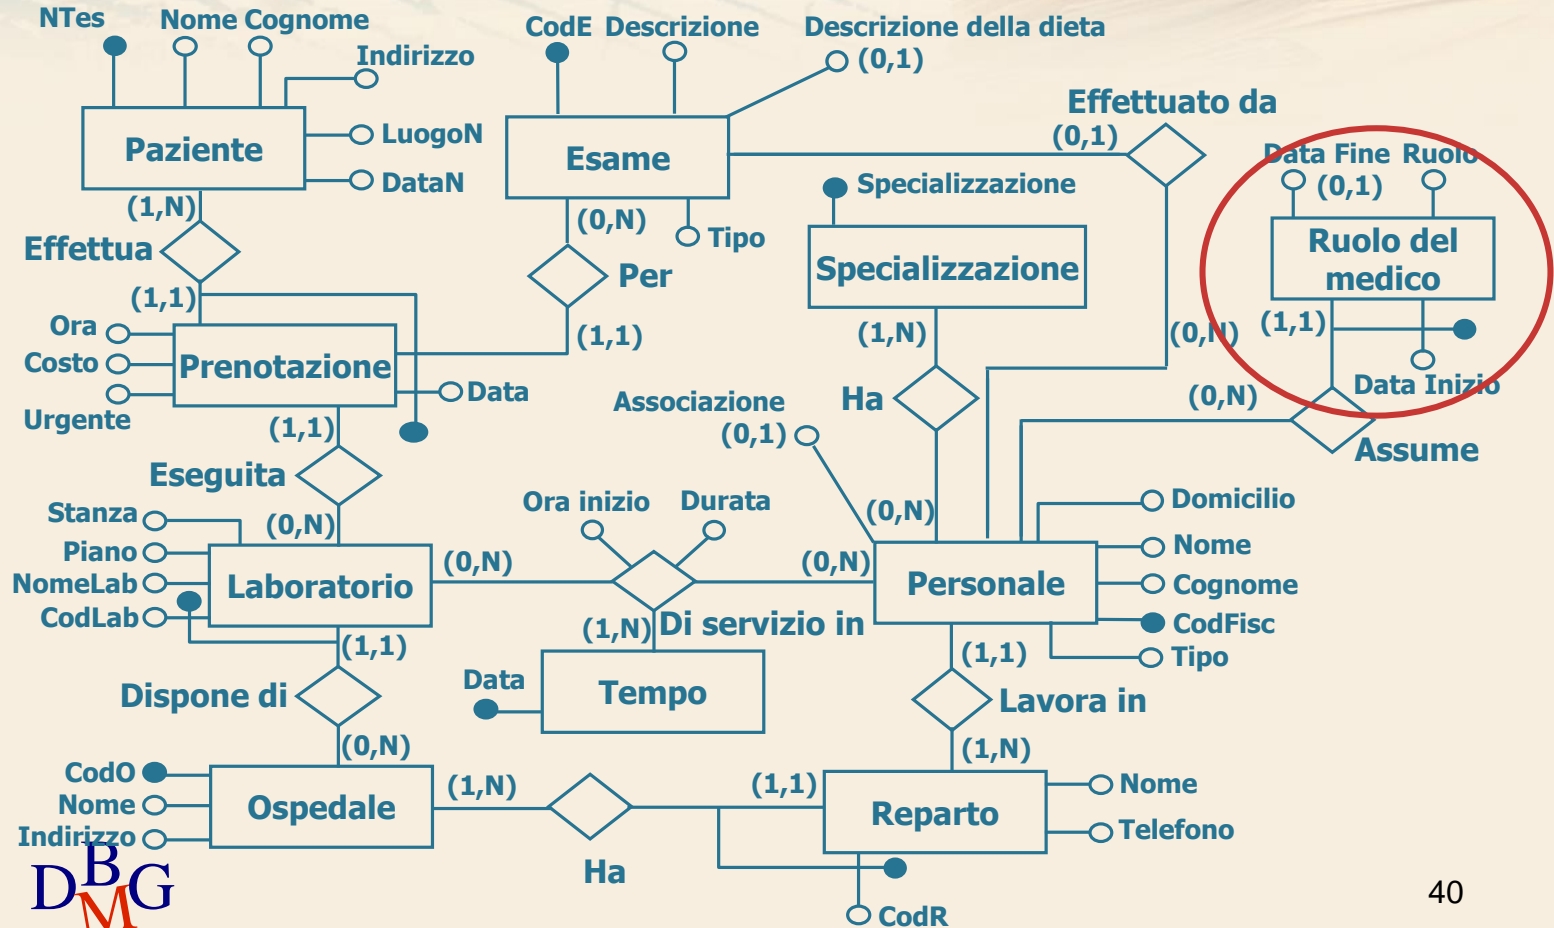 NTes
Nome Cognome
Indirizzo
Paziente
LuogoN
DataN
(1,N)
Effettua
(1,1)
CodE Descrizione
Descrizione della dieta
(0,1)
Esame
(0,N)
Tipo
Per
(1,1)
Effettuato da
(0,1)
(0,N)
Specializzazione
Specializzazione
(1,N)
Ha
(0,N)
Data Fine Ruolo
(0,1)
Ruolo del
medico
(1,1)
Data Inizio
(0,N)
Assume
Ora
Costo
Urgente
Prenotazione
Data
(1,1)
Eseguita
(0,N)
Stanza
Piano
NomeLab
CodLab
Laboratorio
(0,N)
Ora inizio
Durata
(0,N)
Di servizio in
(1,N)
Data
Tempo
Associazione
(0,1)
Personale
Domicilio
Nome
Cognome
CodFisc
Tipo
(1,1)
Lavora in
(1,N)
(1,1)
Dispone di
(0,N)
CodO
Nome
Indirizzo
Ospedale
(1,N)
Ha
(1,1)
Reparto
Nome
Telefono
CodR
DBMG
40